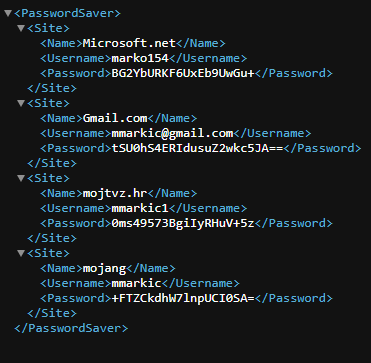 <PasswordSaver>
<Site>
<Name>Microsoft.net</Name>
<Username>marko154</Username>
<Password>BG2YbURKF6UxEb9UwGu+</Password>
</Site>
<Site>
<Name>Gmail.com</Name>
<Username>mmarkic@gmail.com</Username>
<Password>tSU0hS4ERIdusuZ2wkc5JA==</Password>
</Site>
<Site>
<Name>mojtvz.hr</Name>
<Username>mmarkic1</Username>
<Password>0ms49573BgiIyRHuV+5z</Password>
</Site>
<Site>
<Name>mojang</Name>
<Username>mmarkic</Username>
<Password>+FTZCkdhW7lnpUCI0SA=</Password>
</Site>
</PasswordSaver>